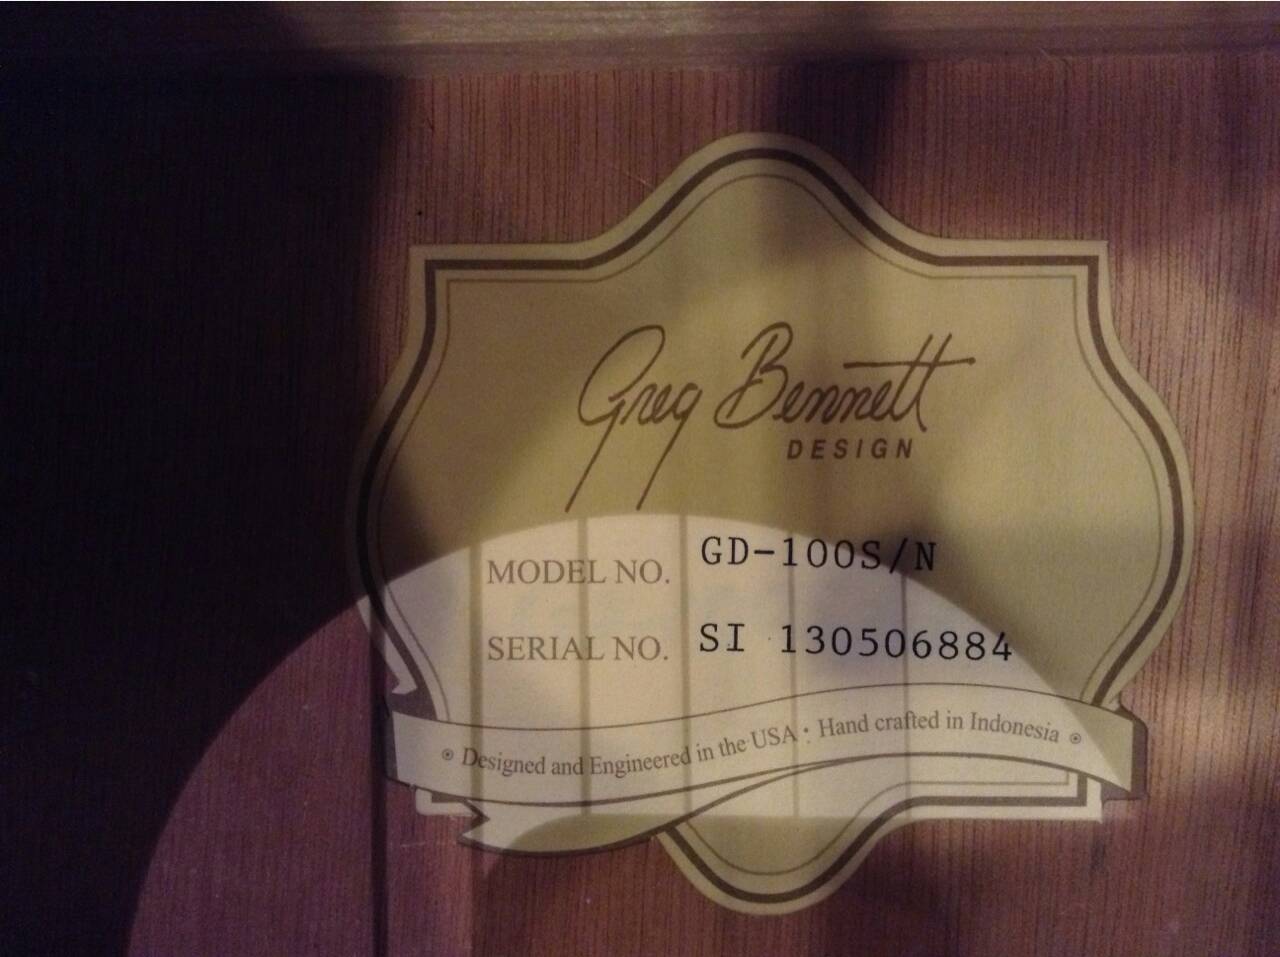 Greg Bennett
DESIGN
MODEL NO. GD-100S/N
SERIAL NO. SI 130506884
⊙ Designed and Engineered in the USA · Hand crafted in Indonesia ⊙